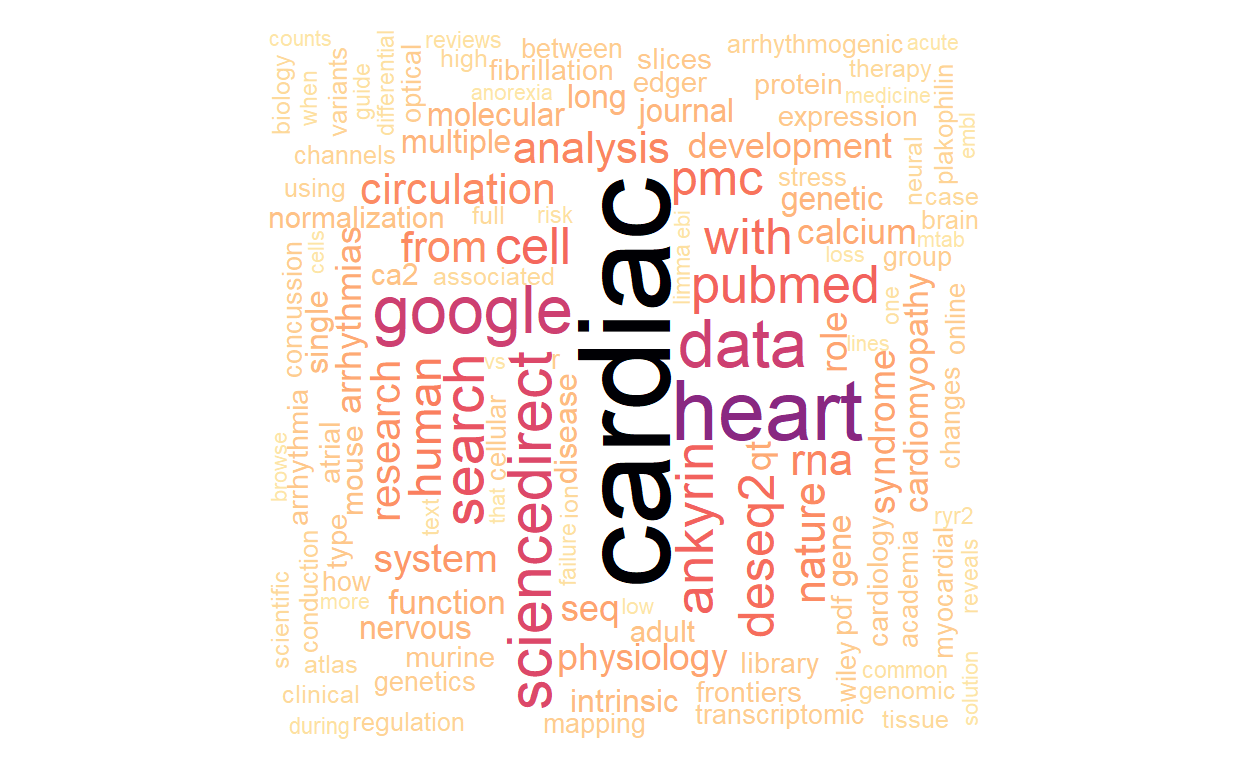 counts
reviews
between
slices
arrhythmogenic
acute
biology
when
variants
guide
differential
optical
high
fibrillation
anorexia
edger
protein
therapy
medicine
molecular
long
journal
expression
plakophilin
embl
channels
multiple
analysis
development
neural
using
circulation
pmc
stress
genetic
case
normalization
full
risk
brain
from
cell
cardiac
limma
ebi
with
calcium
mtab
cells
arrhythmias
ca2
associated
loss
group
concussion
single
google
pubmed
one
cardiomyopathy
online
data
role
lines
vs
r
heart
syndrome
changes
research
human
search
sciencedirect
disease
browse
arrhythmia
atrial
mouse
cellular
that
text
ankyrin
qt
rna
deseq2
nature
ion
failure
type
conduction
system
gene
pdf
cardiology
academia
myocardial
ryr2
reveals
scientific
how
more
function
seq
low
nervous
adult
atlas
murine
physiology
library
wiley
common
clinical
genetics
intrinsic
frontiers
genomic
solution
during
regulation
mapping
transcriptomic
tissue